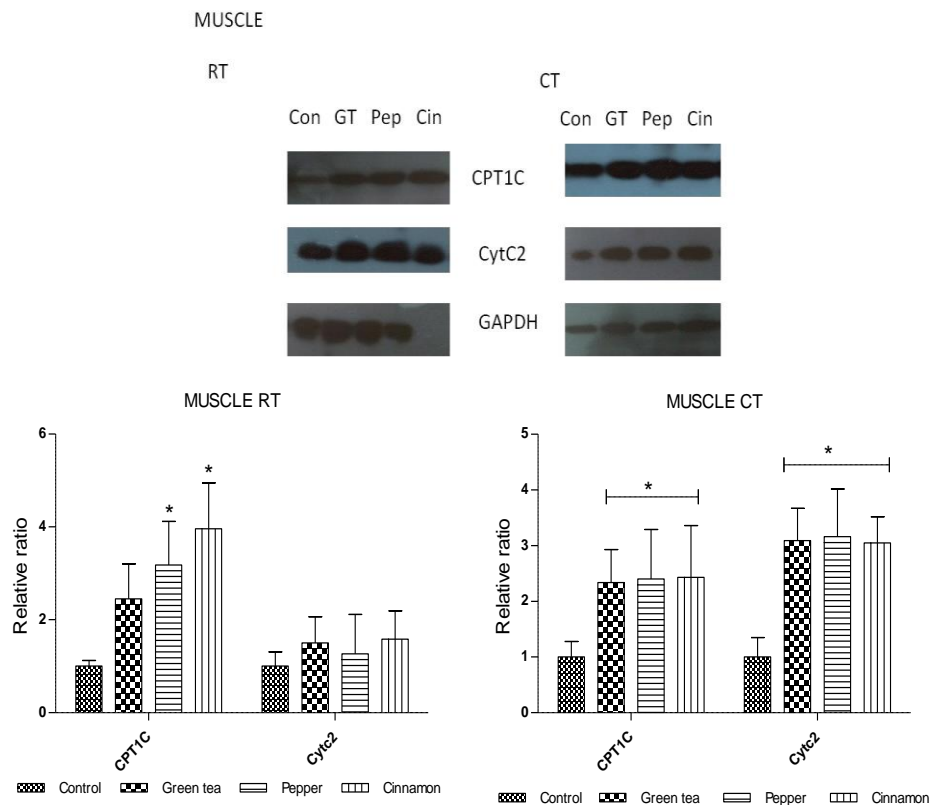 MUSCLE
RT
CT
Con GT Pep Cin
Con GT Pep Cin
CPT1C
CytC2
GAPDH
MUSCLE RT
Relative ratio
6
4
2
0
*
*
CPT1C
Cytc2
Control Green tea Pepper Cinnamon
MUSCLE CT
Relative ratio
5
4
3
2
1
0
*
*
CPT1C
Cytc2
Control Green tea Pepper Cinnamon